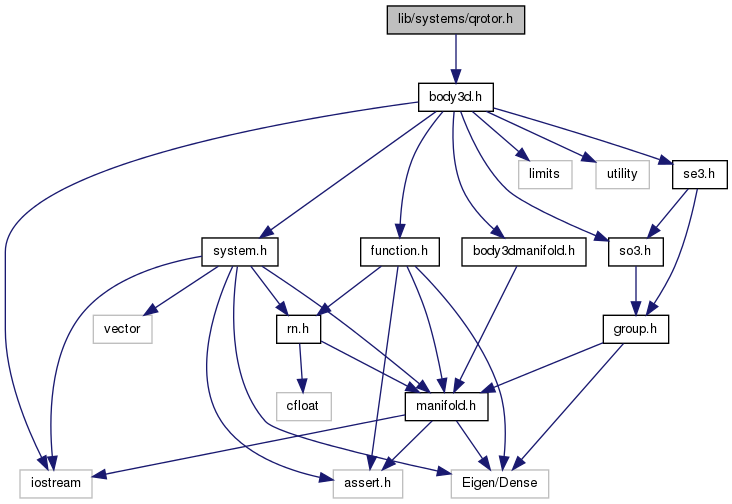 lib/systems/qrotor.h
body3d.h
limits
utility
se3.h
system.h
function.h
body3dmanifold.h
so3.h
vector
rn.h
group.h
cfloat
manifold.h
iostream
assert.h
Eigen/Dense